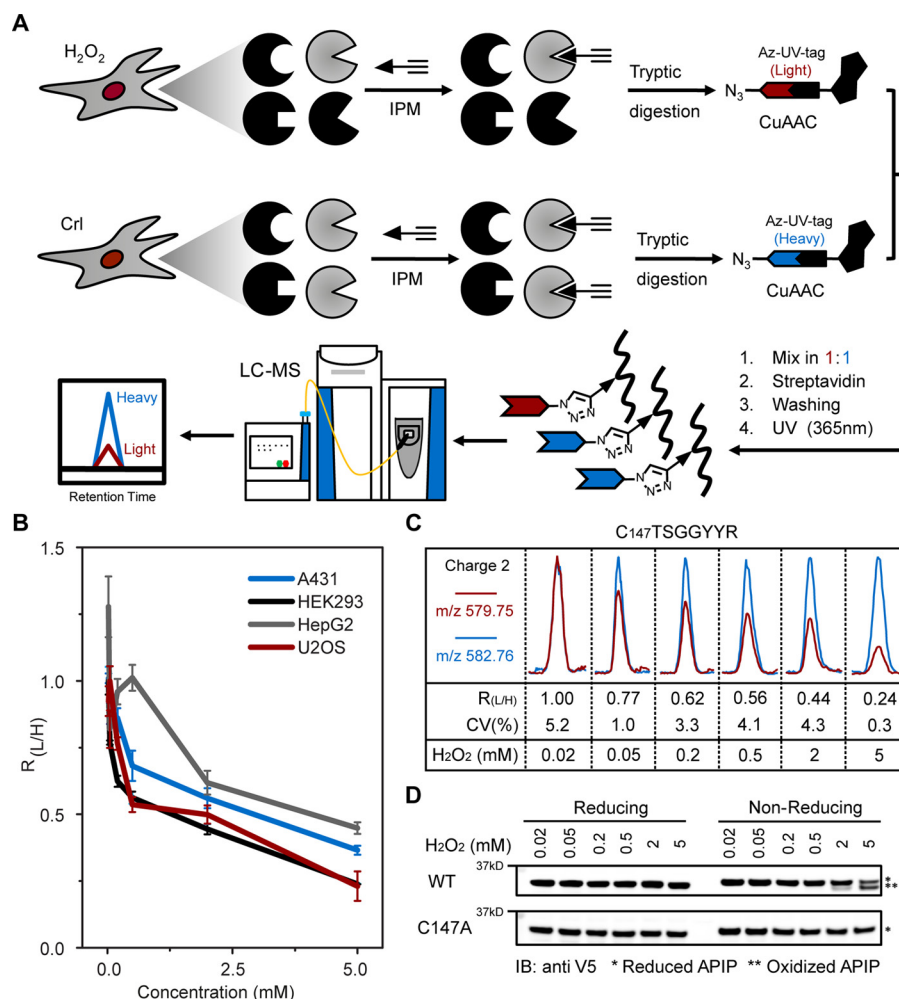 A
H2O2
IPM
Tryptic
digestion
Az-UV-tag
(Light)
N3
CuAAC
Crl
IPM
Tryptic
digestion
Az-UV-tag
(Heavy)
N3
CuAAC
1. Mix in 1:1
2. Streptavidin
3. Washing
4. UV (365nm)
N N=N
N N=N
N N=N
LC-MS
Heavy
Light
Retention Time
B
R(L/H)
1.5
1.0
0.5
0.0
0.0 2.5 5.0
Concentration (mM)
A431
HEK293
HepG2
U2OS
C
C147TSGGYYR
Charge 2
m/z 579.75
m/z 582.76
R(L/H) 1.00 0.77 0.62 0.56 0.44 0.24
CV(%) 5.2 1.0 3.3 4.1 4.3 0.3
H2O2 (mM) 0.02 0.05 0.2 0.5 2 5
D
Reducing Non-Reducing
H2O2 (mM) 0.02 0.05 0.2 0.5 2 5 0.02 0.05 0.2 0.5 2 5
37kD 37kD
WT * **
37kD 37kD
C147A *
IB: anti V5 * Reduced APIP ** Oxidized APIP